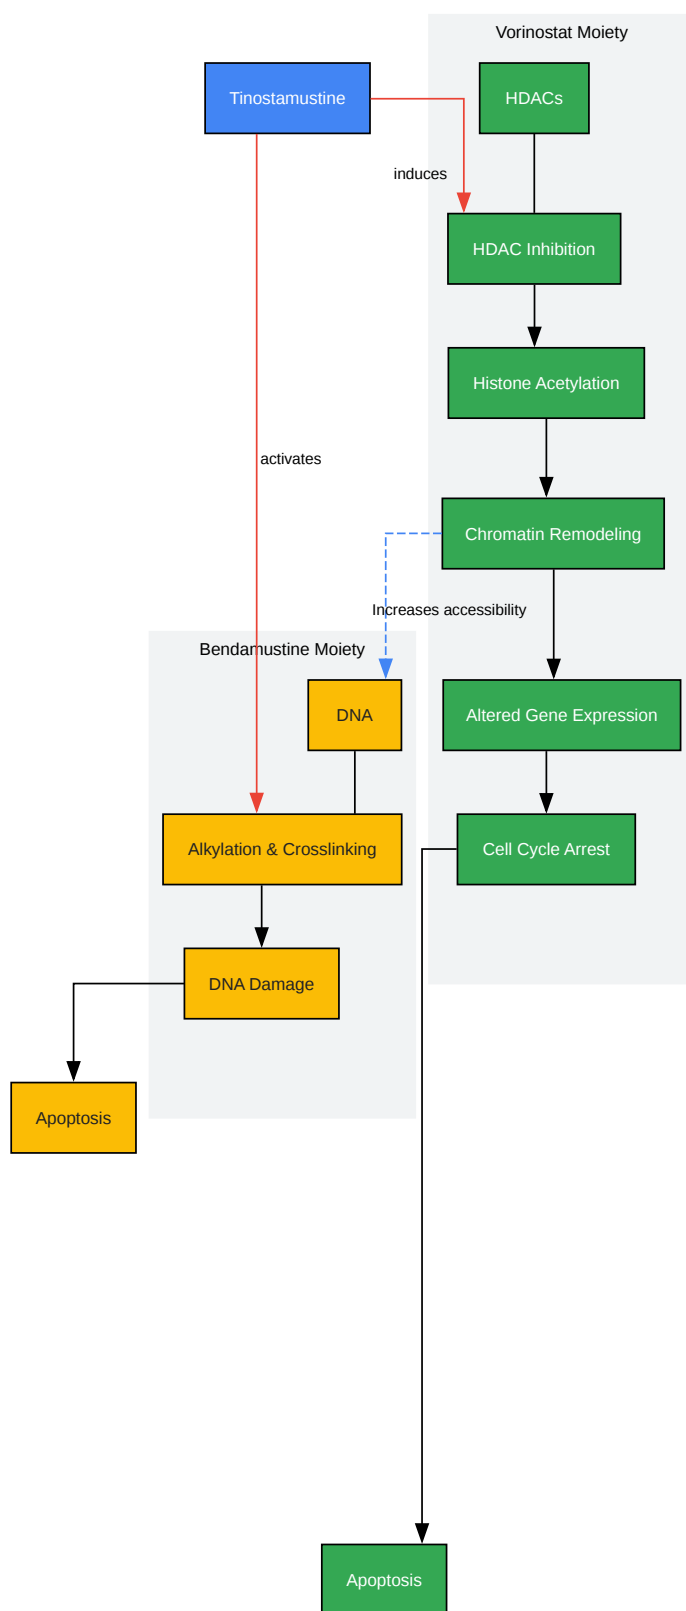 Vorinostat Moiety
Tinostamustine
HDACs
induces
HDAC Inhibition
Histone Acetylation
activates
Chromatin Remodeling
Increases accessibility
Bendamustine Moiety
DNA
Altered Gene Expression
Alkylation & Crosslinking
Cell Cycle Arrest
DNA Damage
Apoptosis
Apoptosis